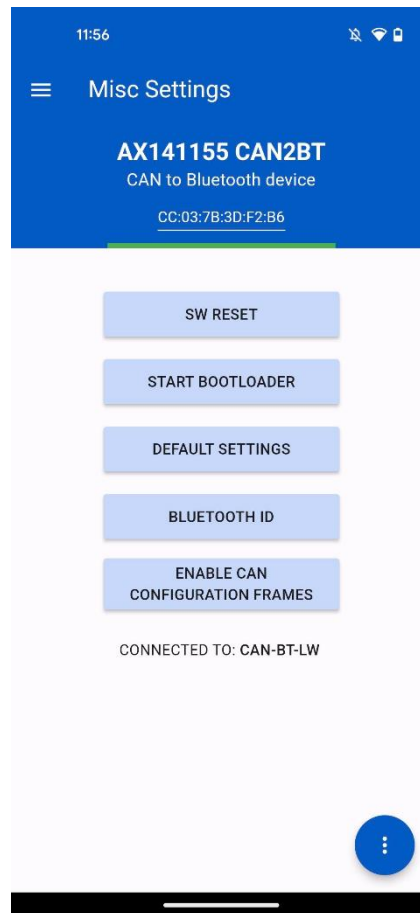 11:56
Misc Settings
AX141155 CAN2BT
CAN to Bluetooth device
CC:03:7B:3D:F2:B6
SW RESET
START BOOTLOADER
DEFAULT SETTINGS
BLUETOOTH ID
ENABLE CAN
CONFIGURATION FRAMES
CONNECTED TO: CAN-BT-LW